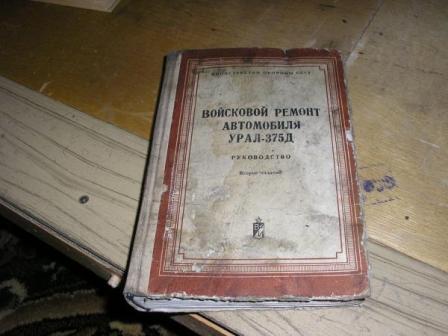 МИНИСТЕРСТВО ОБОРОНЫ СССР
ВОЙСКОВОЙ РЕМОНТ
АВТОМОБИЛЯ
УРАЛ-375Д
РУКОВОДСТВО
Второе издание